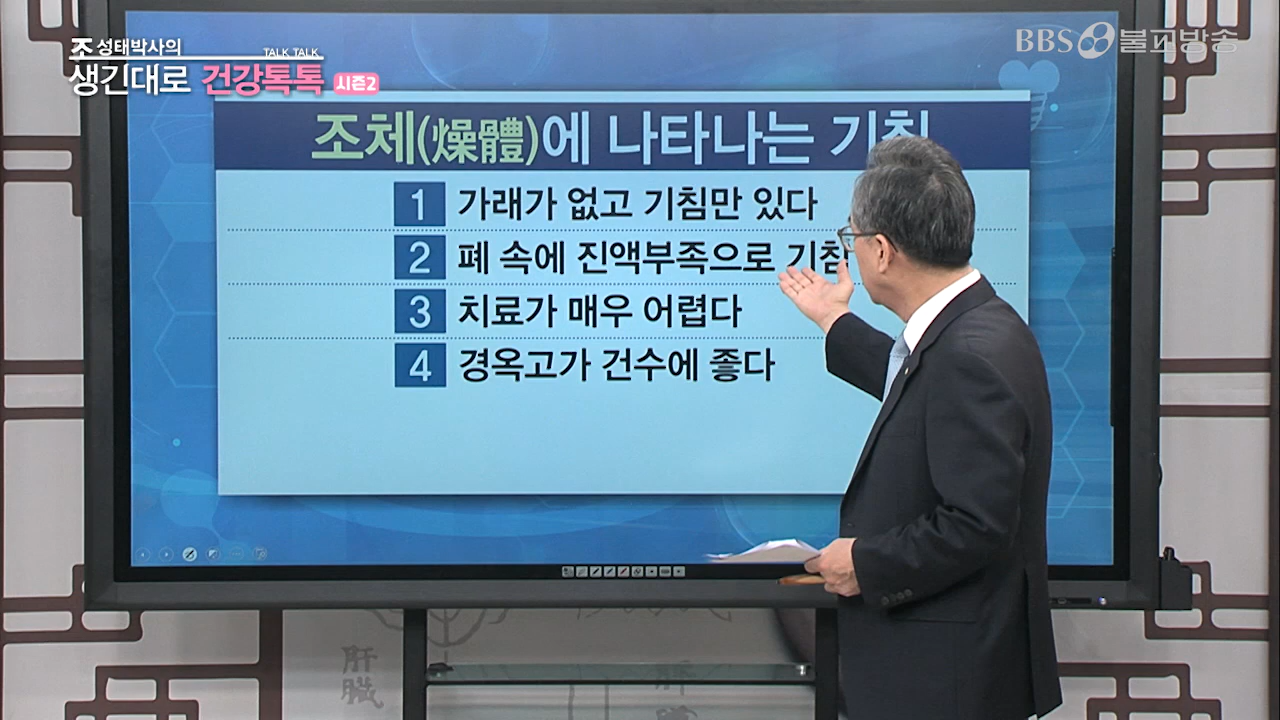 조성태박사의
TALK TALK
생긴대로 건강톡톡 시즌2
BBS 불교방송
조체(燥體)에 나타나는 기침
1 가래가 없고 기침만 있다
2 폐 속에 진액부족으로 기침
3 치료가 매우 어렵다
4 경옥고가 건수에 좋다
肝臟